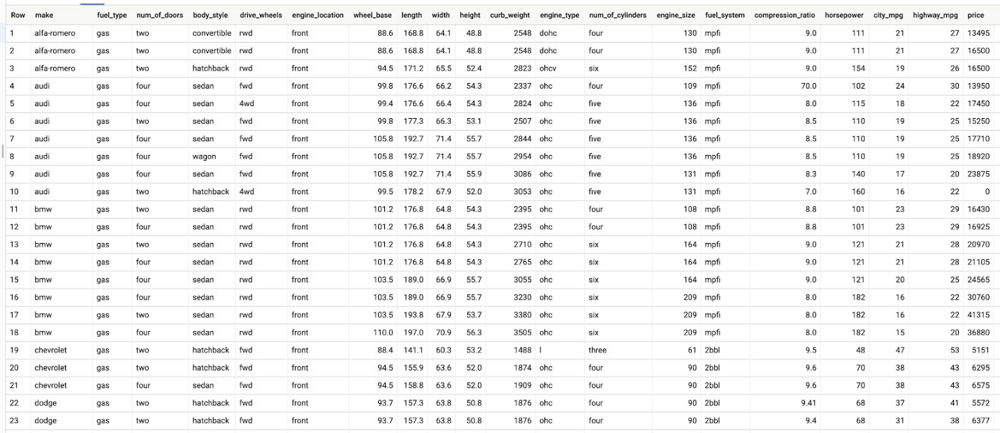 Row make fuel_type num_of_doors body_style drive_wheels engine_location wheel_base length width height curb_weight engine_type num_of_cylinders engine_size fuel_system compression_ratio horsepower city_mpg highway_mpg price
1 alfa-romero gas two convertible rwd front 88.6 168.8 64.1 48.8 2548 dohc four 130 mpfi 9.0 111 21 27 13495
2 alfa-romero gas two convertible rwd front 88.6 168.8 64.1 48.8 2548 dohc four 130 mpfi 9.0 111 21 27 16500
3 alfa-romero gas two hatchback rwd front 94.5 171.2 65.5 52.4 2823 ohcv six 152 mpfi 9.0 154 19 26 16500
4 audi gas four sedan fwd front 99.8 176.6 66.2 54.3 2337 ohc four 109 mpfi 70.0 102 24 30 13950
5 audi gas four sedan 4wd front 99.4 176.6 66.4 54.3 2824 ohc five 136 mpfi 8.0 115 18 22 17450
6 audi gas two sedan fwd front 99.8 177.3 66.3 53.1 2507 ohc five 136 mpfi 8.5 110 19 25 15250
7 audi gas four sedan fwd front 105.8 192.7 71.4 55.7 2844 ohc five 136 mpfi 8.5 110 19 25 17710
8 audi gas four wagon fwd front 105.8 192.7 71.4 55.7 2954 ohc five 136 mpfi 8.5 110 19 25 18920
9 audi gas four sedan fwd front 105.8 192.7 71.4 55.9 3086 ohc five 131 mpfi 8.3 140 17 20 23875
10 audi gas two hatchback 4wd front 99.5 178.2 67.9 52.0 3053 ohc five 131 mpfi 7.0 160 16 22 0
11 bmw gas two sedan rwd front 101.2 176.8 64.8 54.3 2395 ohc four 108 mpfi 8.8 101 23 29 16430
12 bmw gas four sedan rwd front 101.2 176.8 64.8 54.3 2395 ohc four 108 mpfi 8.8 101 23 29 16925
13 bmw gas two sedan rwd front 101.2 176.8 64.8 54.3 2710 ohc six 164 mpfi 9.0 121 21 28 20970
14 bmw gas four sedan rwd front 101.2 176.8 64.8 54.3 2765 ohc six 164 mpfi 9.0 121 21 28 21105
15 bmw gas four sedan rwd front 103.5 189.0 66.9 55.7 3055 ohc six 164 mpfi 9.0 121 20 25 24565
16 bmw gas four sedan rwd front 103.5 189.0 66.9 55.7 3230 ohc six 209 mpfi 8.0 182 16 22 30760
17 bmw gas two sedan rwd front 103.5 193.8 67.9 53.7 3380 ohc six 209 mpfi 8.0 182 16 22 41315
18 bmw gas four sedan rwd front 110.0 197.0 70.9 56.3 3505 ohc six 209 mpfi 8.0 182 15 20 36880
19 chevrolet gas two hatchback fwd front 88.4 141.1 60.3 53.2 1488 l three 61 2bbl 9.5 48 47 53 5151
20 chevrolet gas two hatchback fwd front 94.5 155.9 63.6 52.0 1874 ohc four 90 2bbl 9.6 70 38 43 6295
21 chevrolet gas four sedan fwd front 94.5 158.8 63.6 52.0 1909 ohc four 90 2bbl 9.6 70 38 43 6575
22 dodge gas two hatchback fwd front 93.7 157.3 63.8 50.8 1876 ohc four 90 2bbl 9.41 68 37 41 5572
23 dodge gas two hatchback fwd front 93.7 157.3 63.8 50.8 1876 ohc four 90 2bbl 9.4 68 31 38 6377